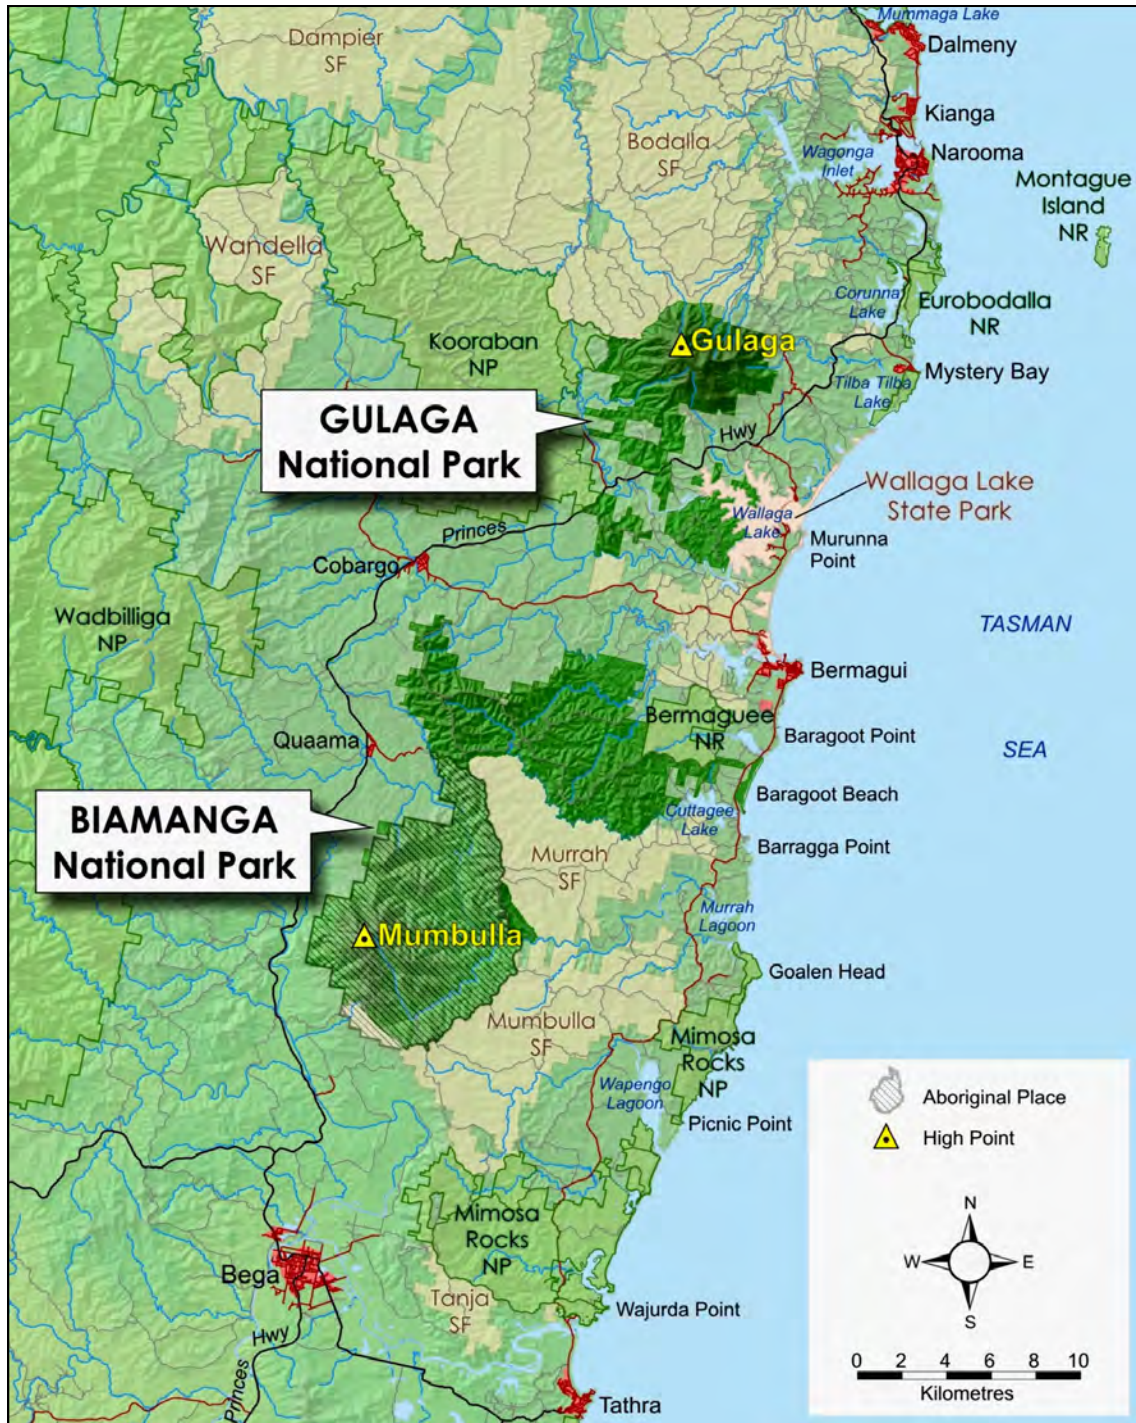 Mummaga Lake
Dampier
SF
Dalmeny
Kianga
Bodalla
SF
Wagonga
Inlet
Narooma
Montague
Island
NR
Wandella
SF
Corunna
Lake
Eurobodalla
NR
Kooraban
NP
Gulaga
Mystery Bay
Tilba Tilba
Lake
GULAGA
National Park
Hwy
Wallaga Lake
State Park
Wallaga
Lake
Princes
Murunna
Point
Cobargo
Wadbilliga
NP
TASMAN
SEA
Bermagui
Bermaguee
NR
Quaama
Baragoot Point
Baragoot Beach
Cuttagee
Lake
BIAMANGA
National Park
Murrah
SF
Barragga Point
Murrah
Lagoon
Mumbulla
Goalen Head
Mumbulla
SF
Mimosa
Rocks
NP
Wapengo
Lagoon
Picnic Point
Aboriginal Place
High Point
Mimosa
Rocks
NP
N
W
E
S
Bega
Tanja
SF
Wajurda Point
Hwy
Princes
0 2 4 6 8 10
Kilometres
Tathra